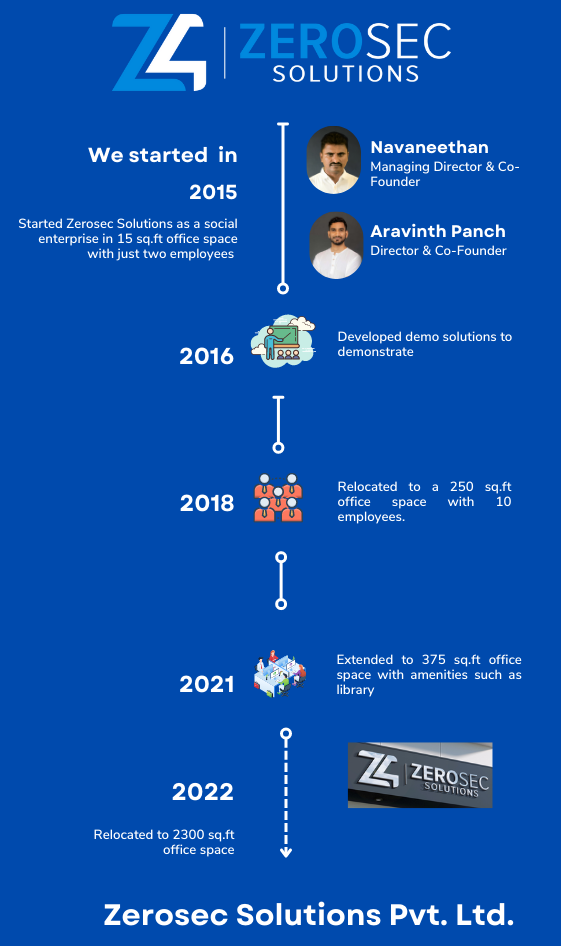 ZEROSEC
SOLUTIONS
We started in
2015
Started Zerosec Solutions as a social
enterprise in 15 sq.ft office space
with just two employees
Navaneethan
Managing Director & Co-
Founder
Aravinth Panch
Director & Co-Founder
2016
Developed demo solutions to
demonstrate
2018
Relocated to a 250 sq.ft
office space with 10
employees.
2021
Extended to 375 sq.ft office
space with amenities such as
library
ZEROSEC
SOLUTIONS
2022
Relocated to 2300 sq.ft
office space
Zerosec Solutions Pvt. Ltd.